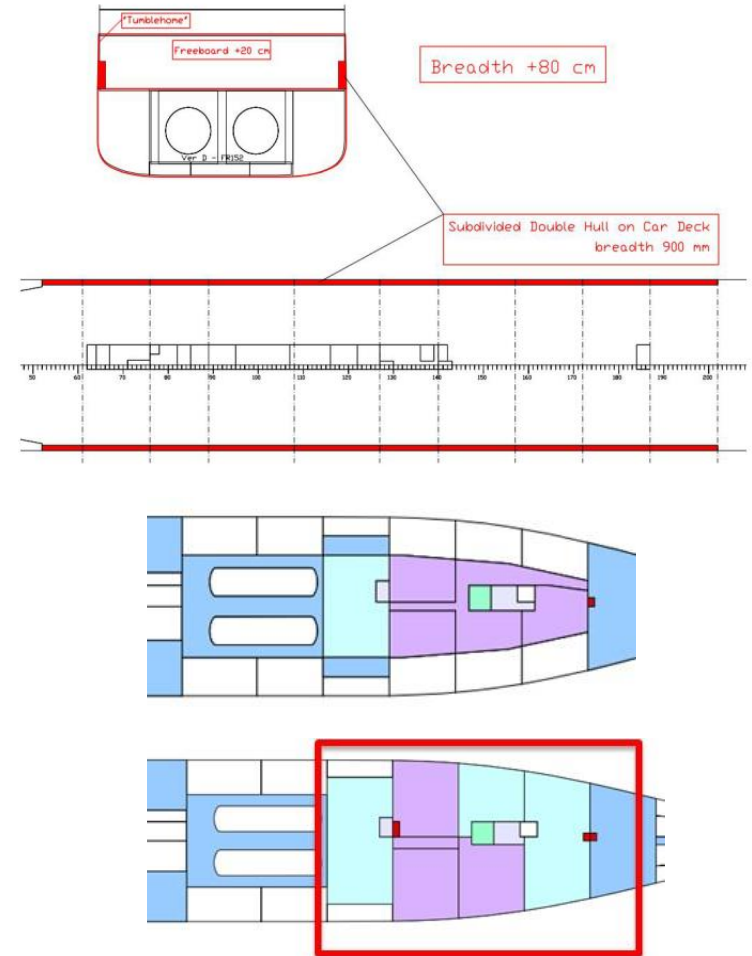 "Tumblehome"
Freeboard +20 cm
Breadth +80 cm
Ver D - FR152
Subdivided Double Hull on Car Deck
breadth 900 mm
50 60 70 80 90 100 110 120 130 140 150 160 170 180 190 200